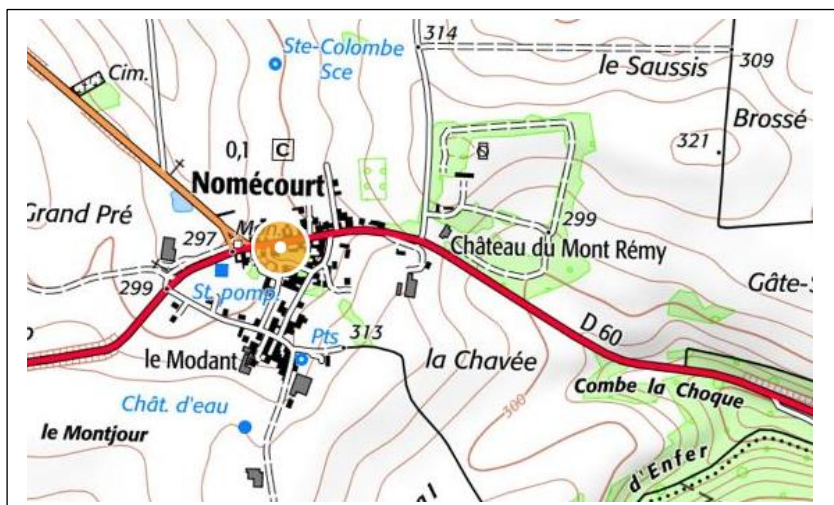 Ste-Colombe
Sce
314
le Saussis
309
Cim.
Brossé
321
0,1
C
Nomécourt
Grand Pré
297
299
Château du Mont Rémy
299
Gâte-S
St. pomp.
D 60
Pts
313
le Modant
la Chavée
Combe la Choque
Chât. d'eau
300
le Montjour
d'Enfer